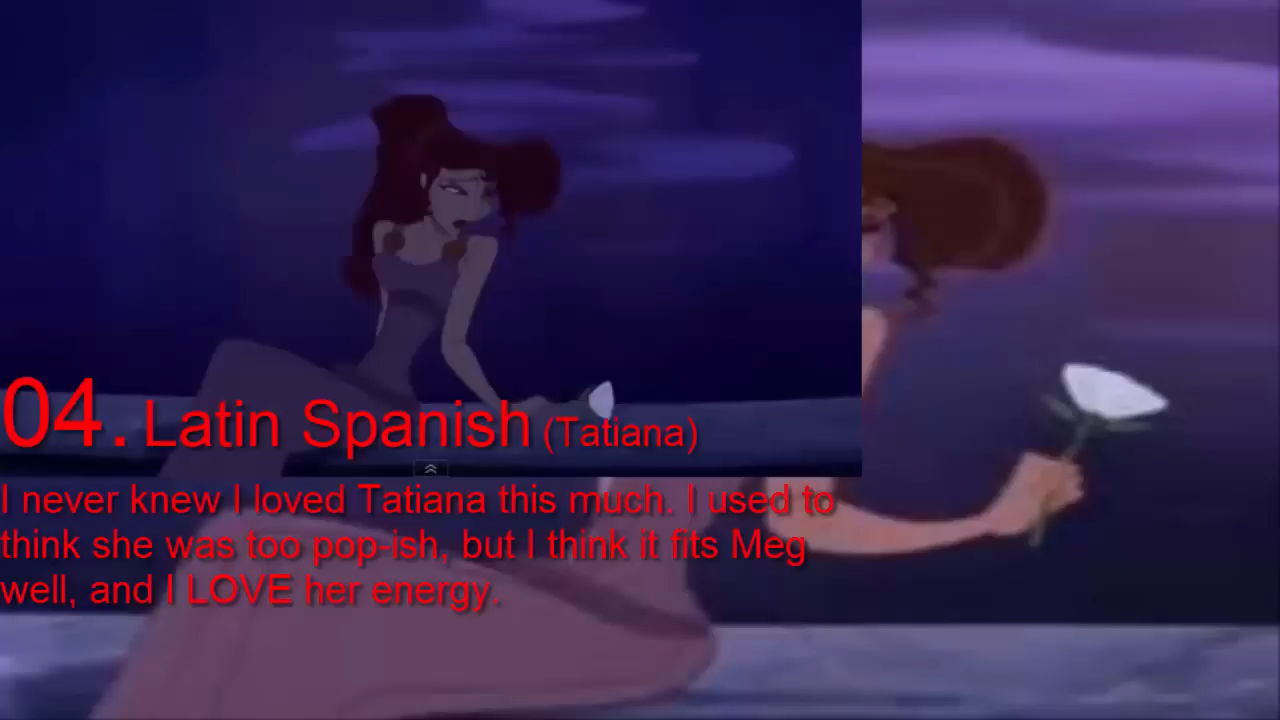 04. Latin Spanish (Tatiana)
I never knew I loved Tatiana this much. I used to
think she was too pop-ish, but I think it fits Meg
well, and I LOVE her energy.